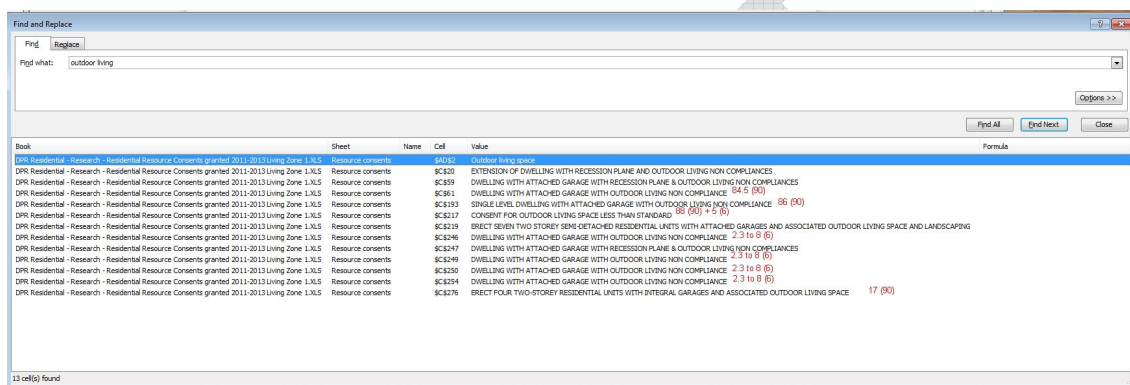 Find and Replace
Find Replace
Find what: outdoor living
Options >>
Find All Find Next Close
Book Sheet Name Cell Value Formula
DPR Residential - Research - Residential Resource Consents granted 2011-2013 Living Zone 1.XLS Resource consents $AD$2 Outdoor living space
DPR Residential - Research - Residential Resource Consents granted 2011-2013 Living Zone 1.XLS Resource consents $C$20 EXTENSION OF DWELLING WITH RECESSION PLANE AND OUTDOOR LIVING NON COMPLIANCES
DPR Residential - Research - Residential Resource Consents granted 2011-2013 Living Zone 1.XLS Resource consents $C$59 DWELLING WITH ATTACHED GARAGE WITH RECESSION PLANE & OUTDOOR LIVING NON COMPLIANCES
DPR Residential - Research - Residential Resource Consents granted 2011-2013 Living Zone 1.XLS Resource consents $C$61 DWELLING WITH ATTACHED GARAGE WITH OUTDOOR LIVING NON COMPLIANCE 84.5 (90)
DPR Residential - Research - Residential Resource Consents granted 2011-2013 Living Zone 1.XLS Resource consents $C$193 SINGLE LEVEL DWELLING WITH ATTACHED GARAGE WITH OUTDOOR LIVING NON COMPLIANCE 86 (90)
DPR Residential - Research - Residential Resource Consents granted 2011-2013 Living Zone 1.XLS Resource consents $C$217 CONSENT FOR OUTDOOR LIVING SPACE LESS THAN STANDARD 88 (90) + 5 (6)
DPR Residential - Research - Residential Resource Consents granted 2011-2013 Living Zone 1.XLS Resource consents $C$219 ERECT SEVEN TWO STOREY SEMI-DETACHED RESIDENTIAL UNITS WITH ATTACHED GARAGES AND ASSOCIATED OUTDOOR LIVING SPACE AND LANDSCAPING
DPR Residential - Research - Residential Resource Consents granted 2011-2013 Living Zone 1.XLS Resource consents $C$246 DWELLING WITH ATTACHED GARAGE WITH OUTDOOR LIVING NON COMPLIANCE 2.3 to 8 (6)
DPR Residential - Research - Residential Resource Consents granted 2011-2013 Living Zone 1.XLS Resource consents $C$247 DWELLING WITH ATTACHED GARAGE WITH RECESSION PLANE & OUTDOOR LIVING NON COMPLIANCES
DPR Residential - Research - Residential Resource Consents granted 2011-2013 Living Zone 1.XLS Resource consents $C$249 DWELLING WITH ATTACHED GARAGE WITH OUTDOOR LIVING NON COMPLIANCE 2.3 to 8 (6)
DPR Residential - Research - Residential Resource Consents granted 2011-2013 Living Zone 1.XLS Resource consents $C$250 DWELLING WITH ATTACHED GARAGE WITH OUTDOOR LIVING NON COMPLIANCE 2.3 to 8 (6)
DPR Residential - Research - Residential Resource Consents granted 2011-2013 Living Zone 1.XLS Resource consents $C$254 DWELLING WITH ATTACHED GARAGE WITH OUTDOOR LIVING NON COMPLIANCE 2.3 to 8 (6)
DPR Residential - Research - Residential Resource Consents granted 2011-2013 Living Zone 1.XLS Resource consents $C$276 ERECT FOUR TWO-STOREY RESIDENTIAL UNITS WITH INTEGRAL GARAGES AND ASSOCIATED OUTDOOR LIVING SPACE 17 (90)
13 cell(s) found